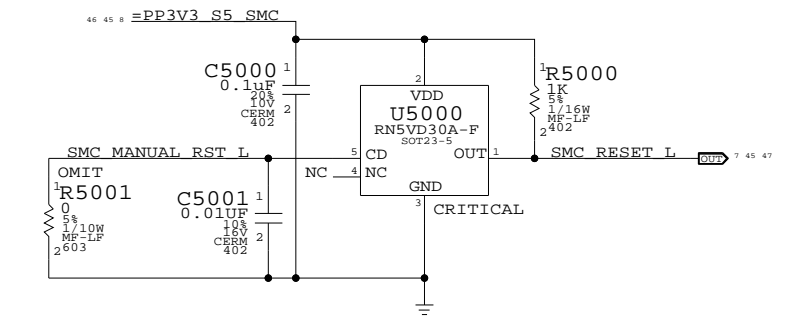 46 45 8 =PP3V3_S5_SMC
C5000 1
0.1uF
20%
10V
CERM
402
2
2
VDD
U5000
RN5VD30A-F
SOT23-5
1 R5000
1K
5%
1/16W
MF-LF
2 402
SMC_MANUAL_RST_L
5 CD
OUT 1
SMC_RESET_L
OUT 7 45 47
NC 4 NC
GND
3
CRITICAL
OMIT
1 R5001
0
5%
1/10W
MF-LF
2 603
C5001 1
0.01UF
10%
16V
CERM
402
2